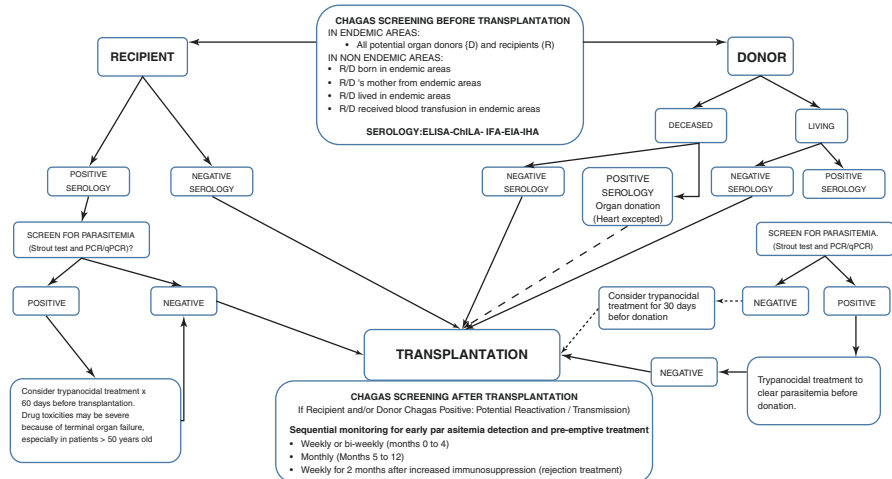 CHAGAS SCREENING BEFORE TRANSPLANTATION
IN ENDEMIC AREAS:
• All potential organ donors (D) and recipients (R)
IN NON ENDEMIC AREAS:
• R/D born in endemic areas
• R/D 's mother from endemic areas
• R/D lived in endemic areas
• R/D received blood transfusion in endemic areas
SEROLOGY:ELISA-ChiLA- IFA-EIA-IHA
RECIPIENT
DONOR
DECEASED
LIVING
POSITIVE
SEROLOGY
NEGATIVE
SEROLOGY
NEGATIVE
SEROLOGY
POSITIVE
SEROLOGY
Organ donation
(Heart excepted)
NEGATIVE
SEROLOGY
POSITIVE
SEROLOGY
SCREEN FOR PARASITEMIA
(Strout test and PCR/qPCR)?
SCREEN FOR PARASITEMIA.
(Strout test and PCR/qPCR)
POSITIVE
NEGATIVE
Consider trypanocidal
treatment for 30 days
befor donation
NEGATIVE
POSITIVE
TRANSPLANTATION
NEGATIVE
Trypanocidal treatment to
clear parasitemia before
donation.
Consider trypanocidal treatment x
60 days before transplantation.
Drug toxicities may be severe
because of terminal organ failure,
especially in patients > 50 years old
CHAGAS SCREENING AFTER TRANSPLANTATION
If Recipient and/or Donor Chagas Positive: Potential Reactivation / Transmission)
Sequential monitoring for early par asitemia detection and pre-emptive treatment
• Weekly or bi-weekly (months 0 to 4)
• Monthly (Months 5 to 12)
• Weekly for 2 months after increased immunosuppression (rejection treatment)